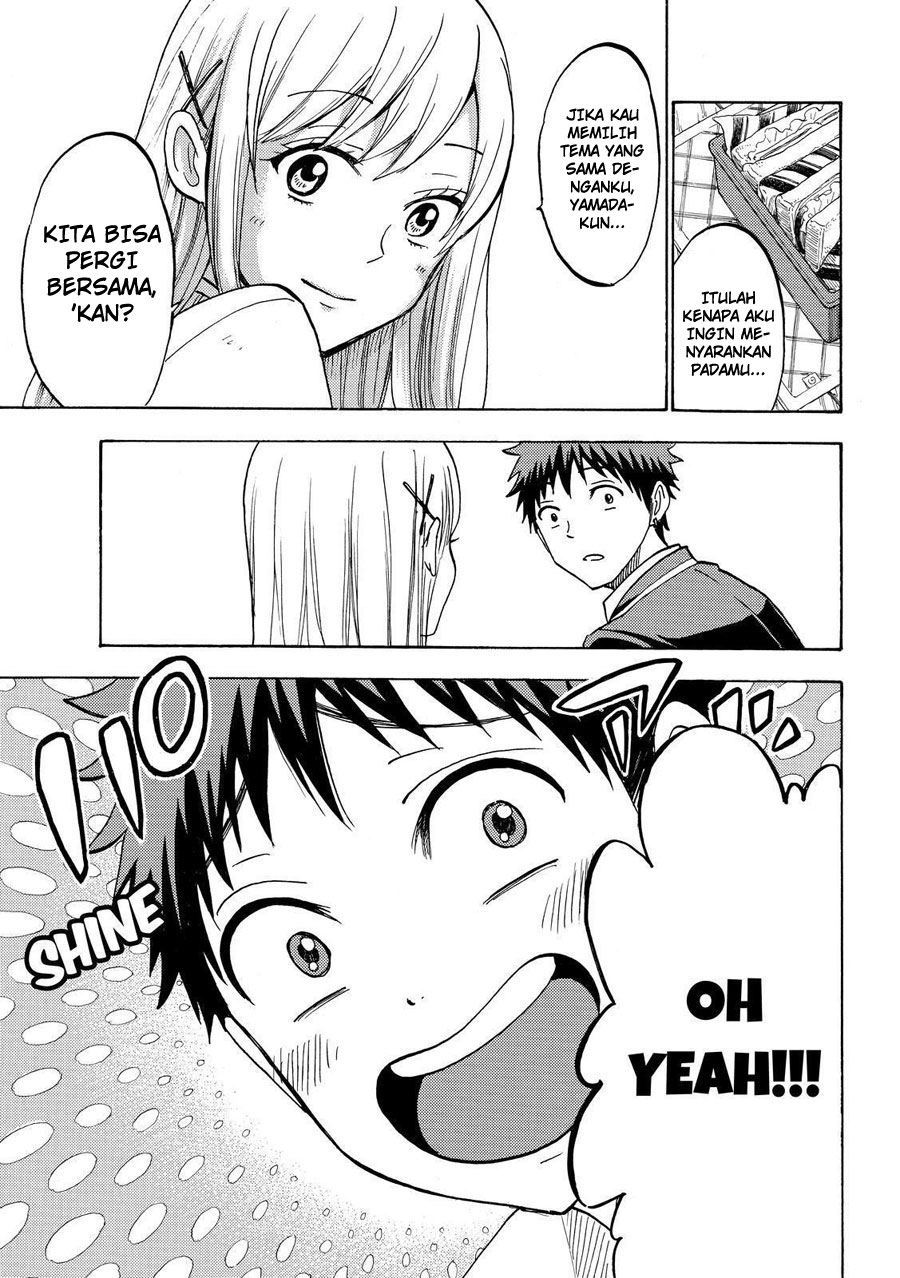 ITULAH
KENAPA AKU
INGIN ME-
NYARANKAN
PADAMU...
JIKA KAU
MEMILIH
TEMA YANG
SAMA DE-
NGANKU,
YAMADA-
KUN...
KITA BISA
PERGI
BERSAMA,
'KAN?
SHINE
OH
YEAH!!!